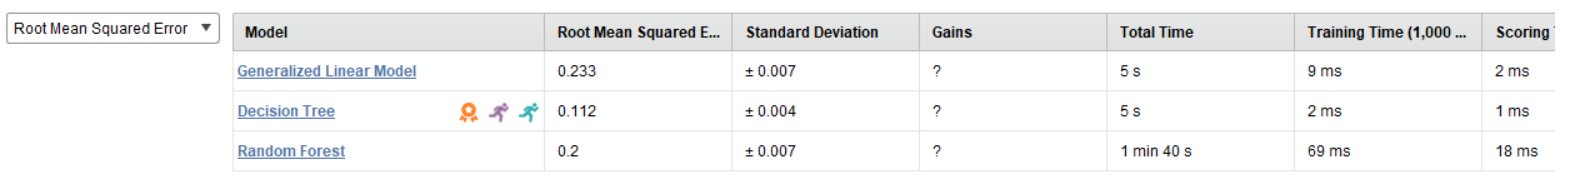 Root Mean Squared Error
Model Root Mean Squared E... Standard Deviation Gains Total Time Training Time (1,000 ... Scoring
Generalized Linear Model 0.233 ± 0.007 ? 5 s 9 ms 2 ms
Decision Tree 0.112 ± 0.004 ? 5 s 2 ms 1 ms
Random Forest 0.2 ± 0.007 ? 1 min 40 s 69 ms 18 ms